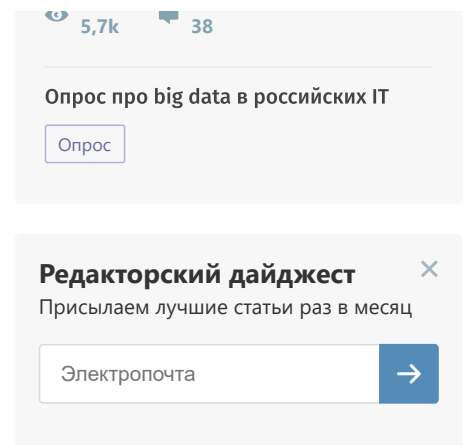 5,7k 38
Опрос про big data в российских IT
Опрос
Редакторский дайджест
Присылаем лучшие статьи раз в месяц
Электропочта